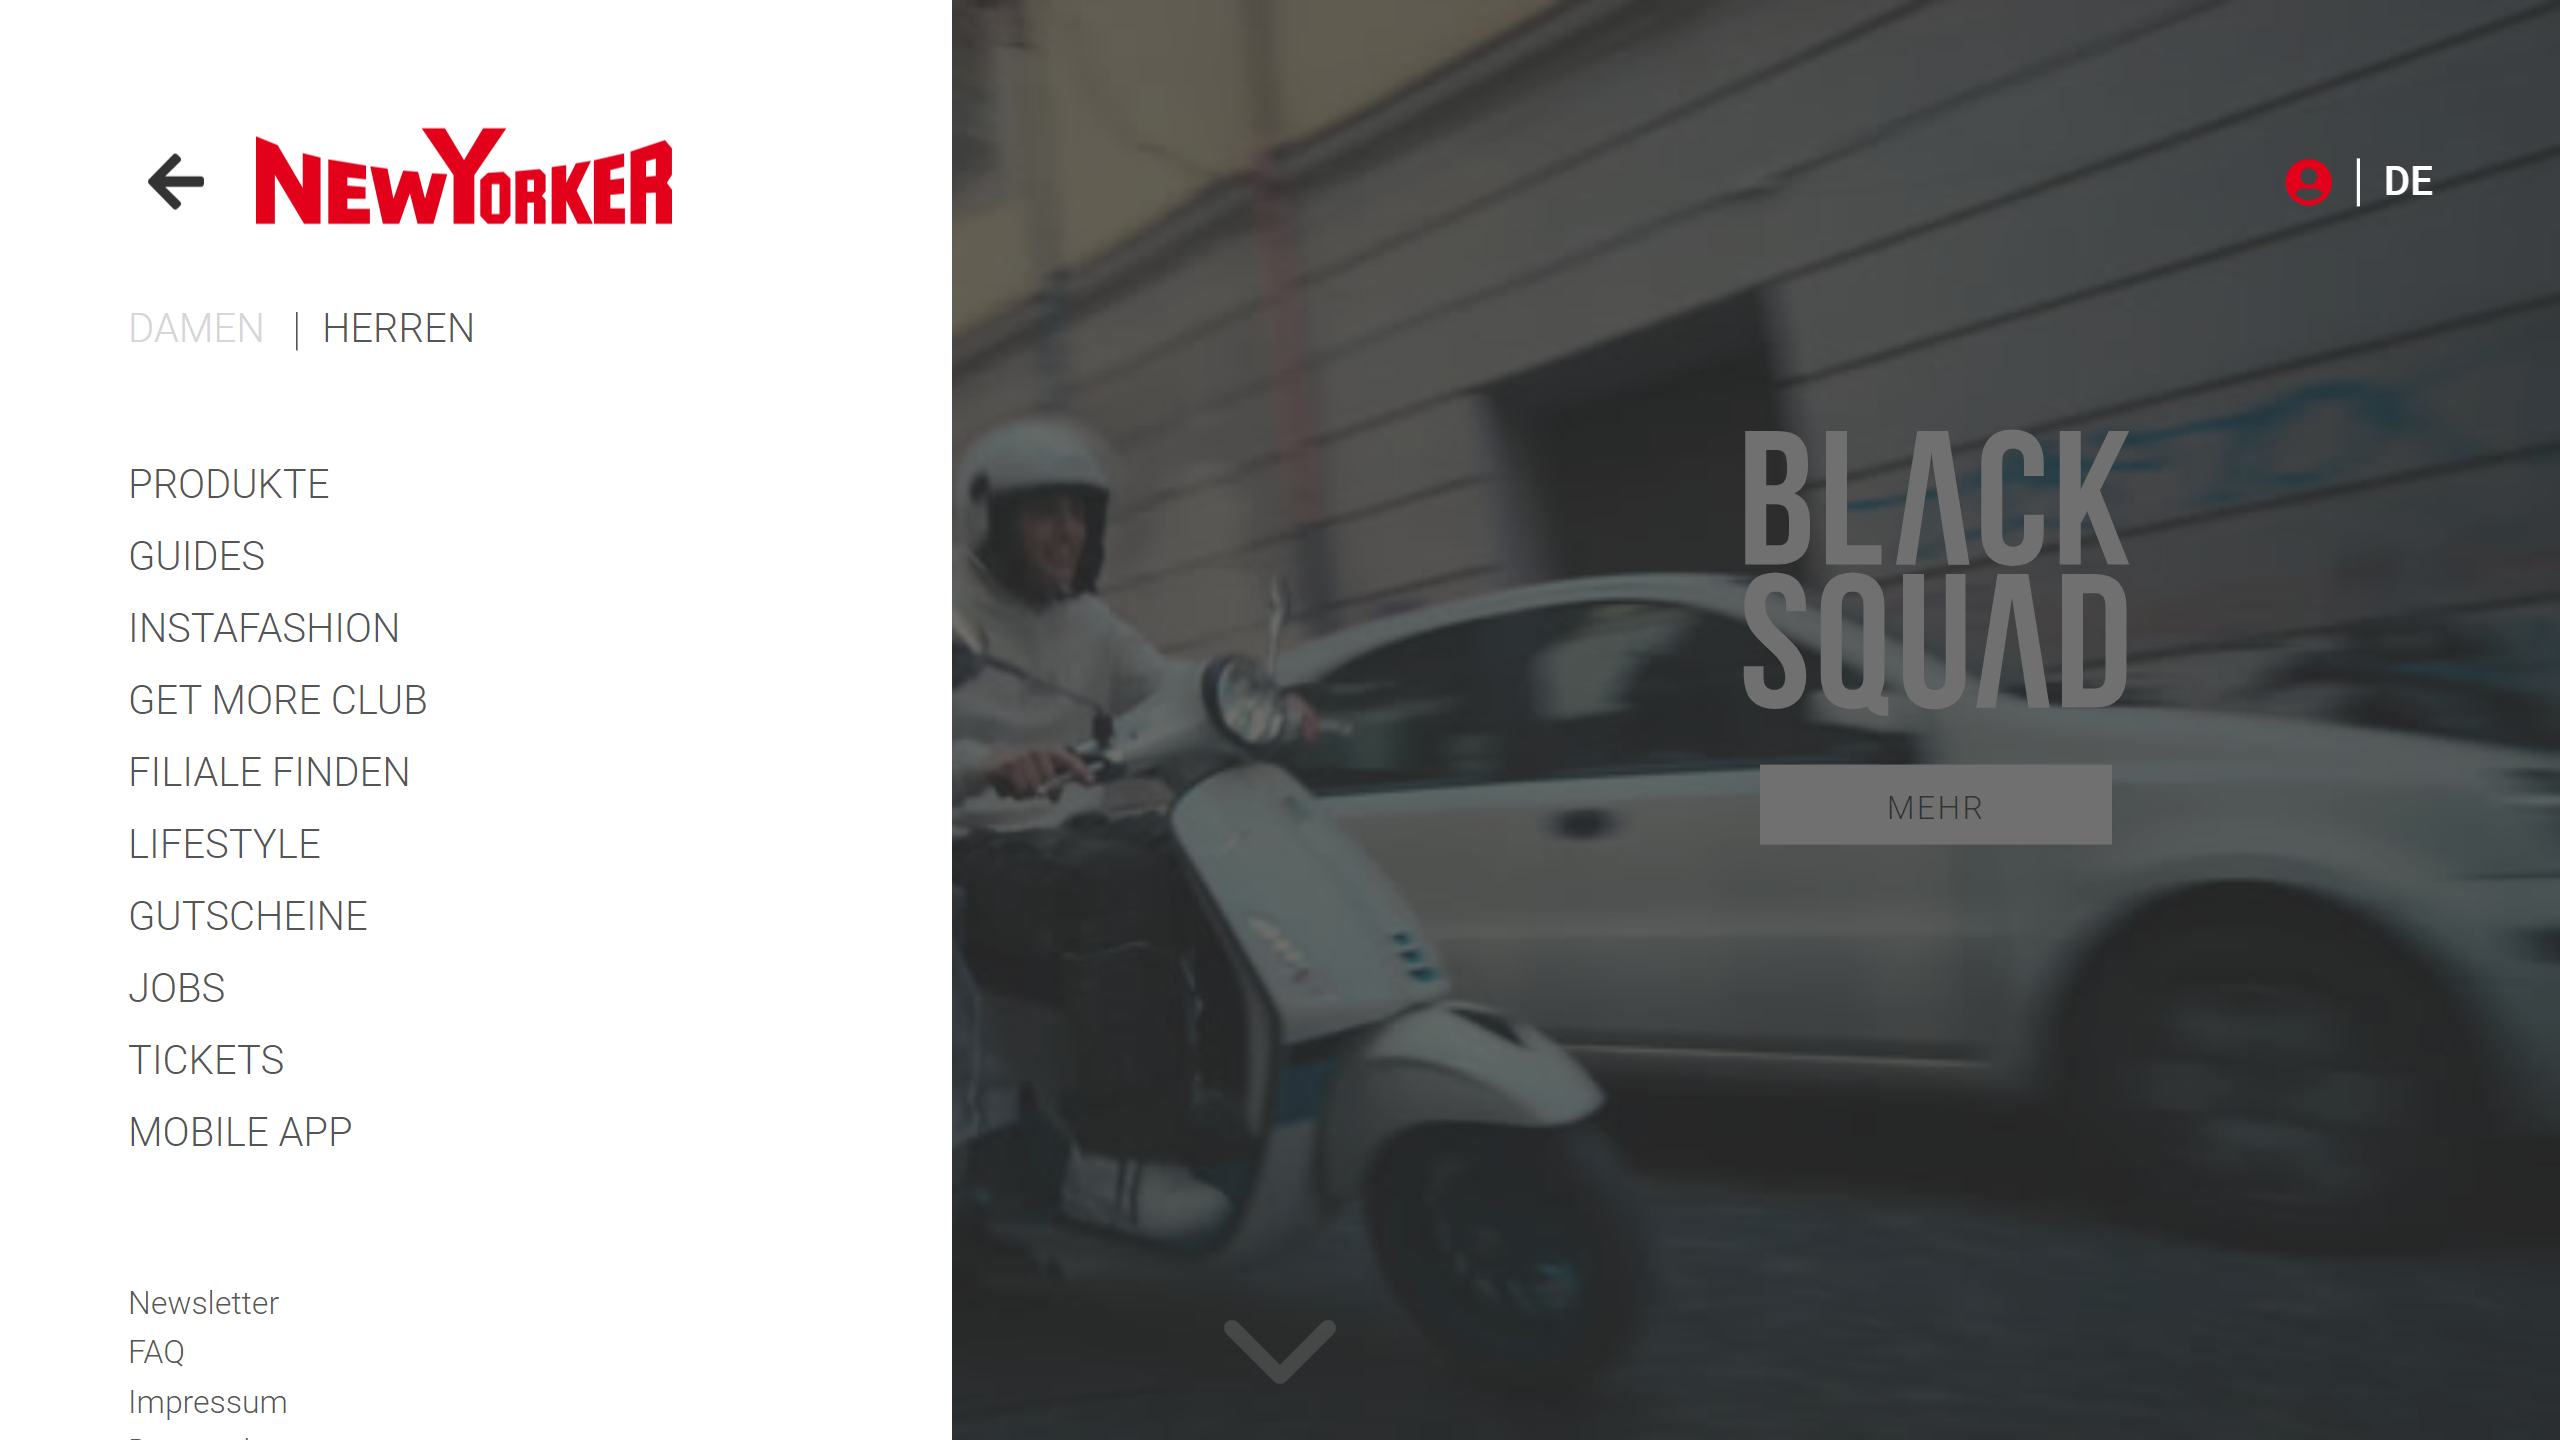 NEWYORKER
DE
DAMEN | HERREN
PRODUKTE
GUIDES
INSTAFASHION
GET MORE CLUB
FILIALE FINDEN
LIFESTYLE
GUTSCHEINE
JOBS
TICKETS
MOBILE APP
Newsletter
FAQ
Impressum
BLACK
SQUAD
MEHR